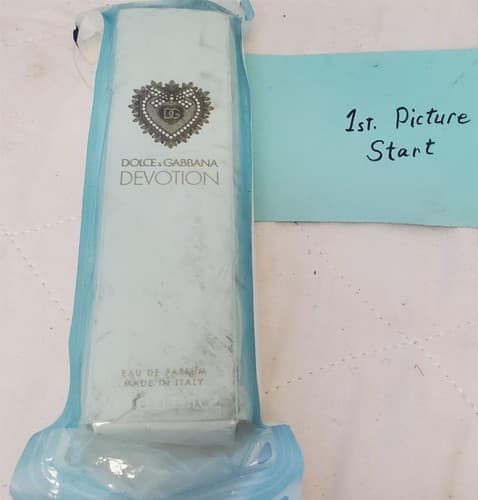 DG
DOLCE & GABBANA
DEVOTION
EAU DE PARFUM
MADE IN ITALY
1st. Picture
Start